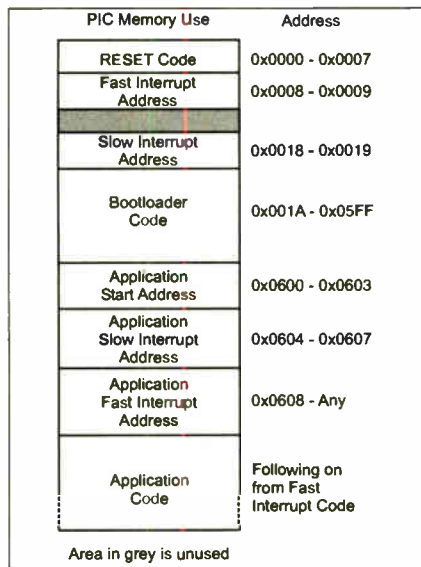 PIC Memory Use Address
RESET Code 0x0000 - 0x0007
Fast Interrupt
Address
0x0008 - 0x0009
Slow Interrupt
Address
0x0018 - 0x0019
Bootloader
Code
0x001A - 0x05FF
Application
Start Address
0x0600 - 0x0603
Application
Slow Interrupt
Address
0x0604 - 0x0607
Application
Fast Interrupt
Address
0x0608 - Any
Application
Code
Following on
from Fast
Interrupt Code
Area in grey is unused